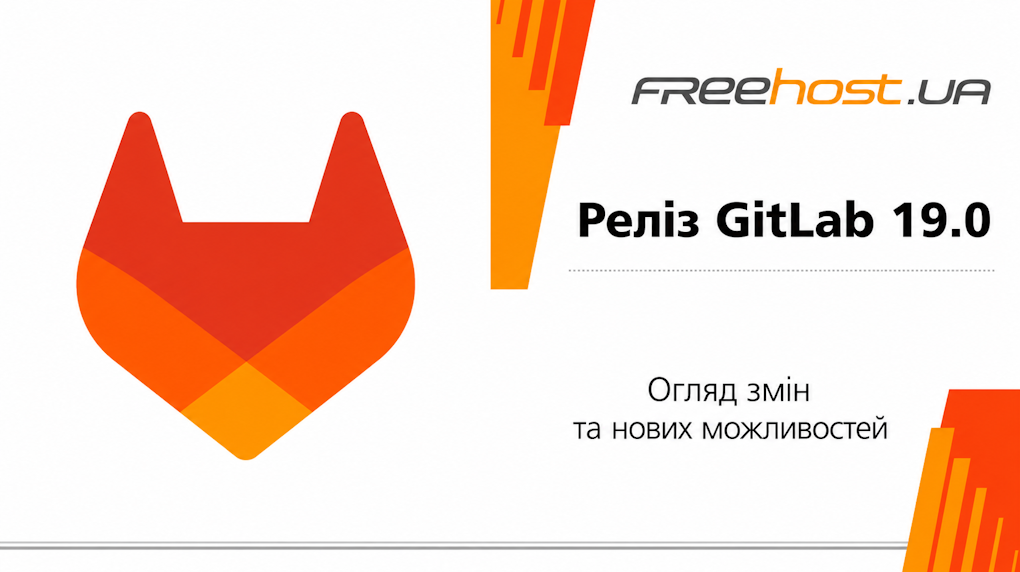 FREEhost.UA
Реліз GitLab 19.0
Огляд змін
та нових можливостей